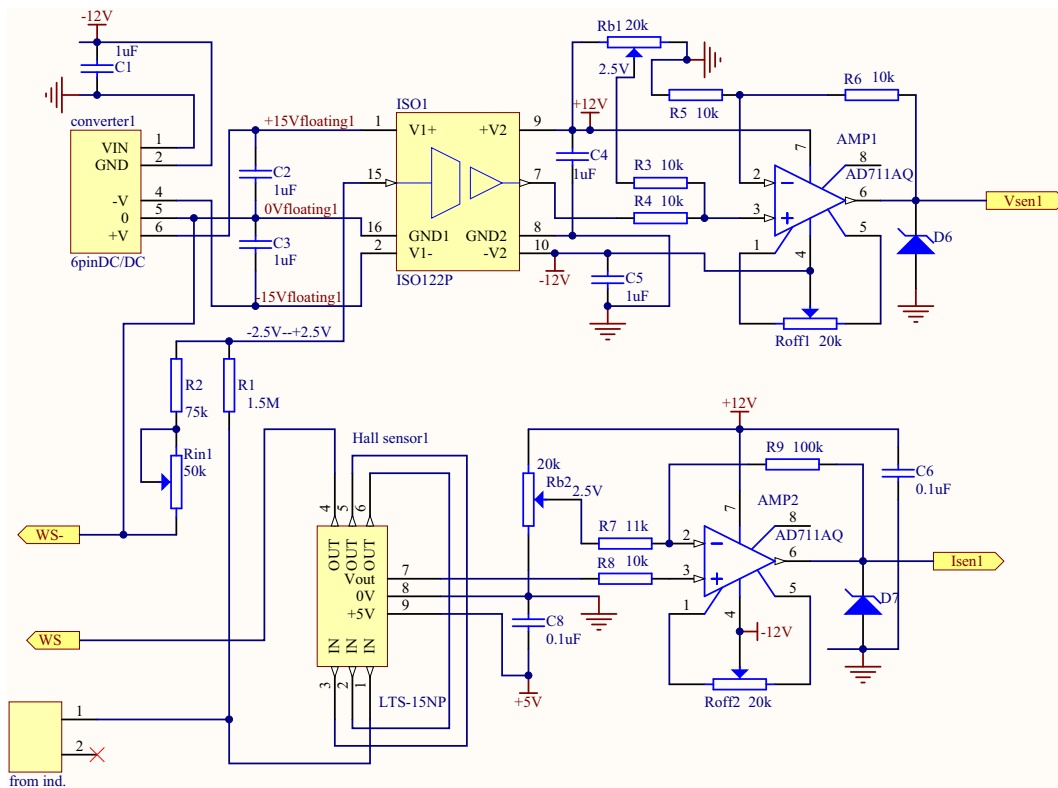 -12V
1uF
C1
converter1
VIN
GND
-V
0
+V
1
2
4
5
6
6pinDC/DC
+15Vfloating1
C2
1uF
0Vfloating1
C3
1uF
-15Vfloating1
-2.5V--+2.5V
ISO1
V1+
+V2
GND1
V1-
GND2
-V2
1
15
16
2
9
7
8
10
ISO122P
Rb1 20k
2.5V
+12V
C4
1uF
R3 10k
R4 10k
-12V
C5
1uF
R5 10k
R6 10k
AMP1
AD711AQ
7
8
2
3
6
1
4
5
Roff1 20k
Vsen1
D6
R2
75k
R1
1.5M
Rin1
50k
WS-
WS
Hall sensor1
4
5
6
OUT
OUT
OUT
Vout
0V
+5V
7
8
9
IN
IN
IN
3
2
1
LTS-15NP
+12V
20k
Rb2
2.5V
R7 11k
R8 10k
C8
0.1uF
+5V
R9 100k
C6
0.1uF
AMP2
AD711AQ
7
8
2
3
6
1
4
5
-12V
Roff2 20k
Isen1
D7
1
2
from ind.